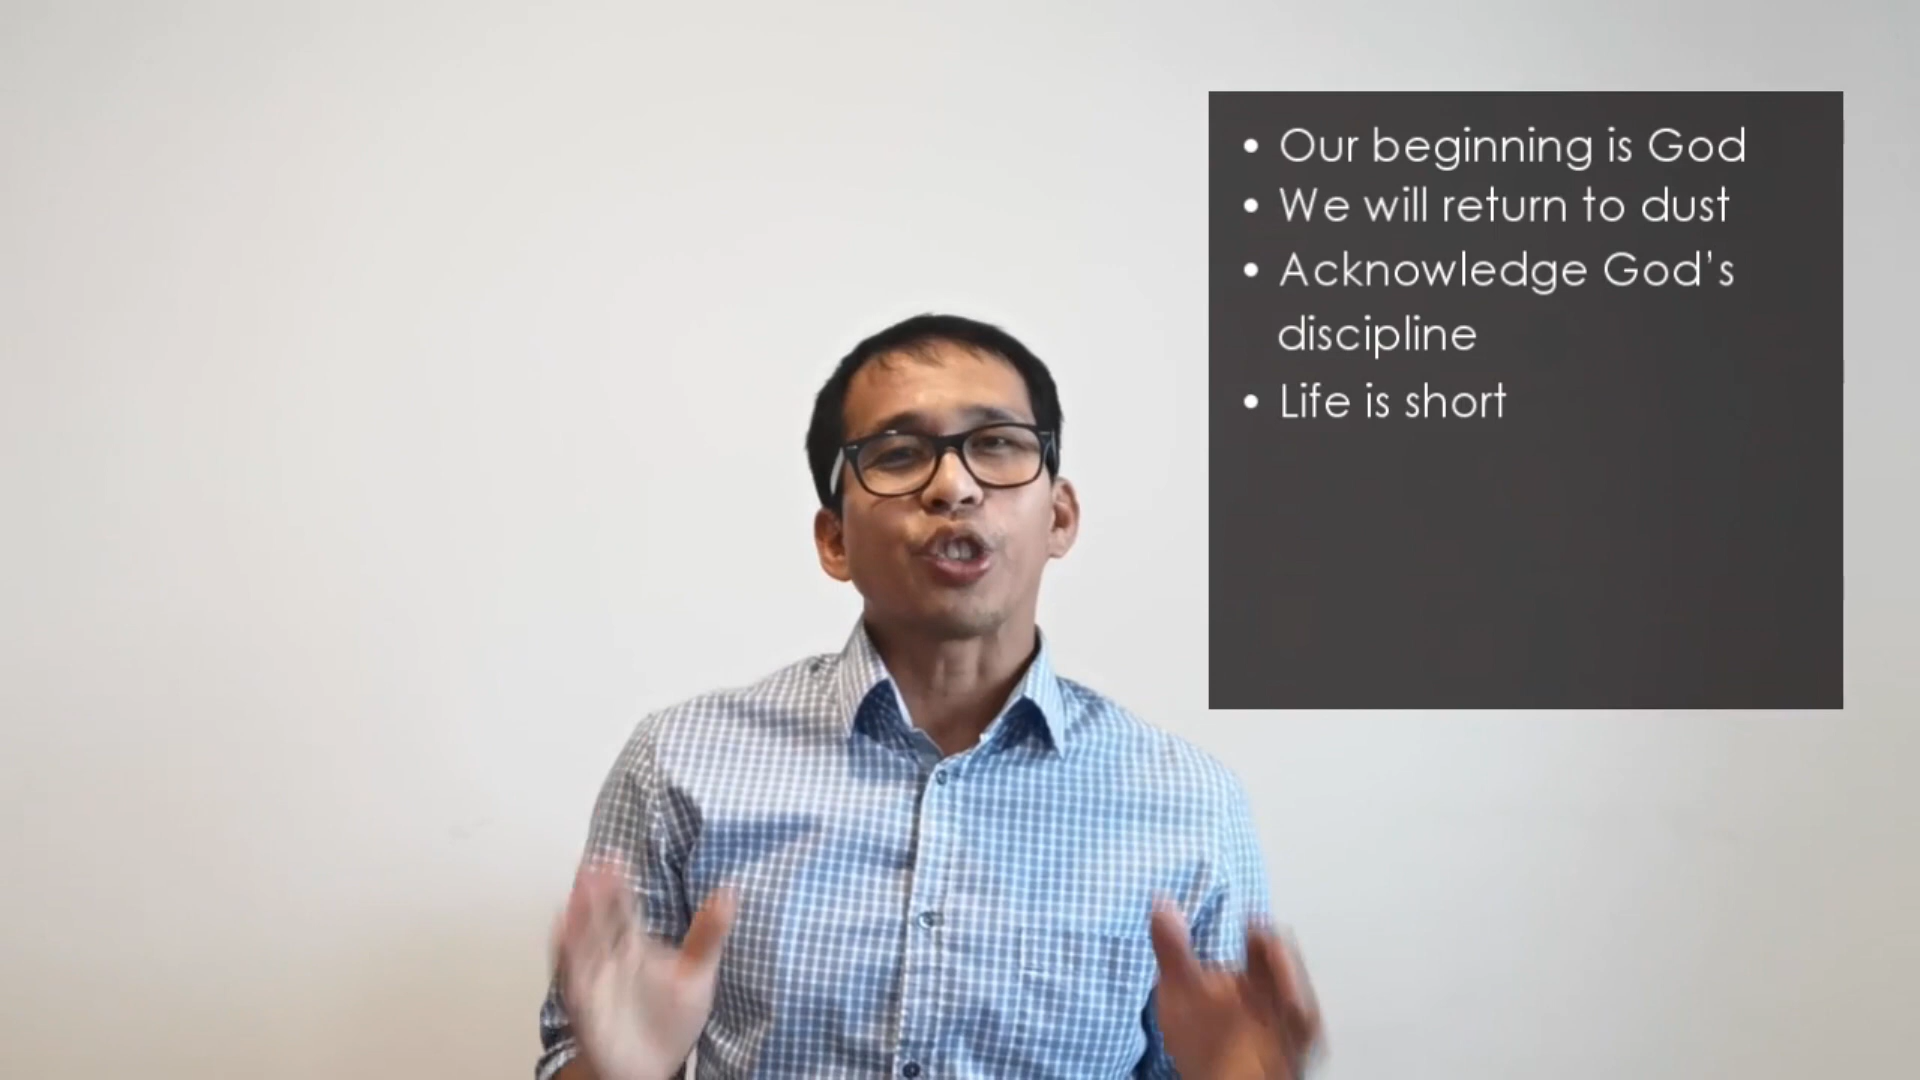 • Our beginning is God
• We will return to dust
• Acknowledge God's
discipline
• Life is short